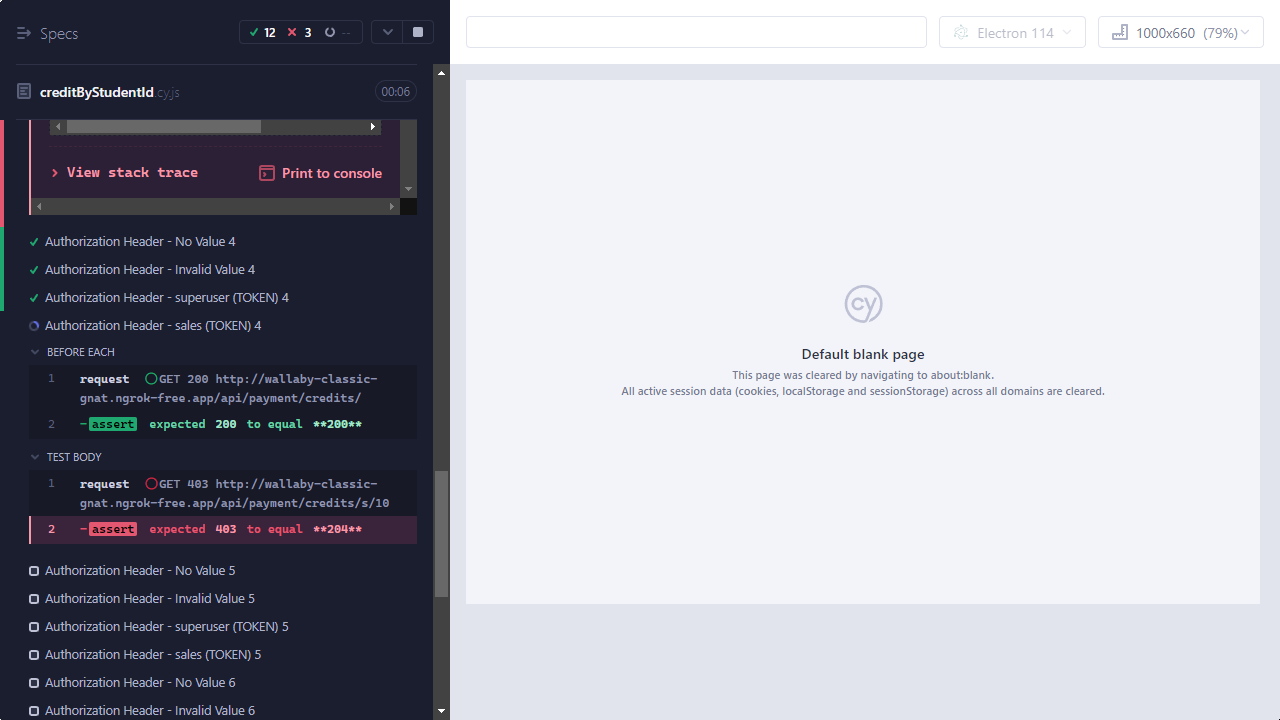 Specs
12
3
--
Electron 114
1000x660 (79%)
creditByStudentId.cy.js
00:06
View stack trace
Print to console
Authorization Header - No Value 4
Authorization Header - Invalid Value 4
Authorization Header - superuser (TOKEN) 4
Authorization Header - sales (TOKEN) 4
BEFORE EACH
1 request GET 200 http://wallaby-classic-
gnat.ngrok-free.app/api/payment/credits/
2 -assert expected 200 to equal **200**
TEST BODY
1 request GET 403 http://wallaby-classic-
gnat.ngrok-free.app/api/payment/credits/s/10
2 -assert expected 403 to equal **204**
Authorization Header - No Value 5
Authorization Header - Invalid Value 5
Authorization Header - superuser (TOKEN) 5
Authorization Header - sales (TOKEN) 5
Authorization Header - No Value 6
Authorization Header - Invalid Value 6
cy
Default blank page
This page was cleared by navigating to about:blank.
All active session data (cookies, localStorage and sessionStorage) across all domains are cleared.